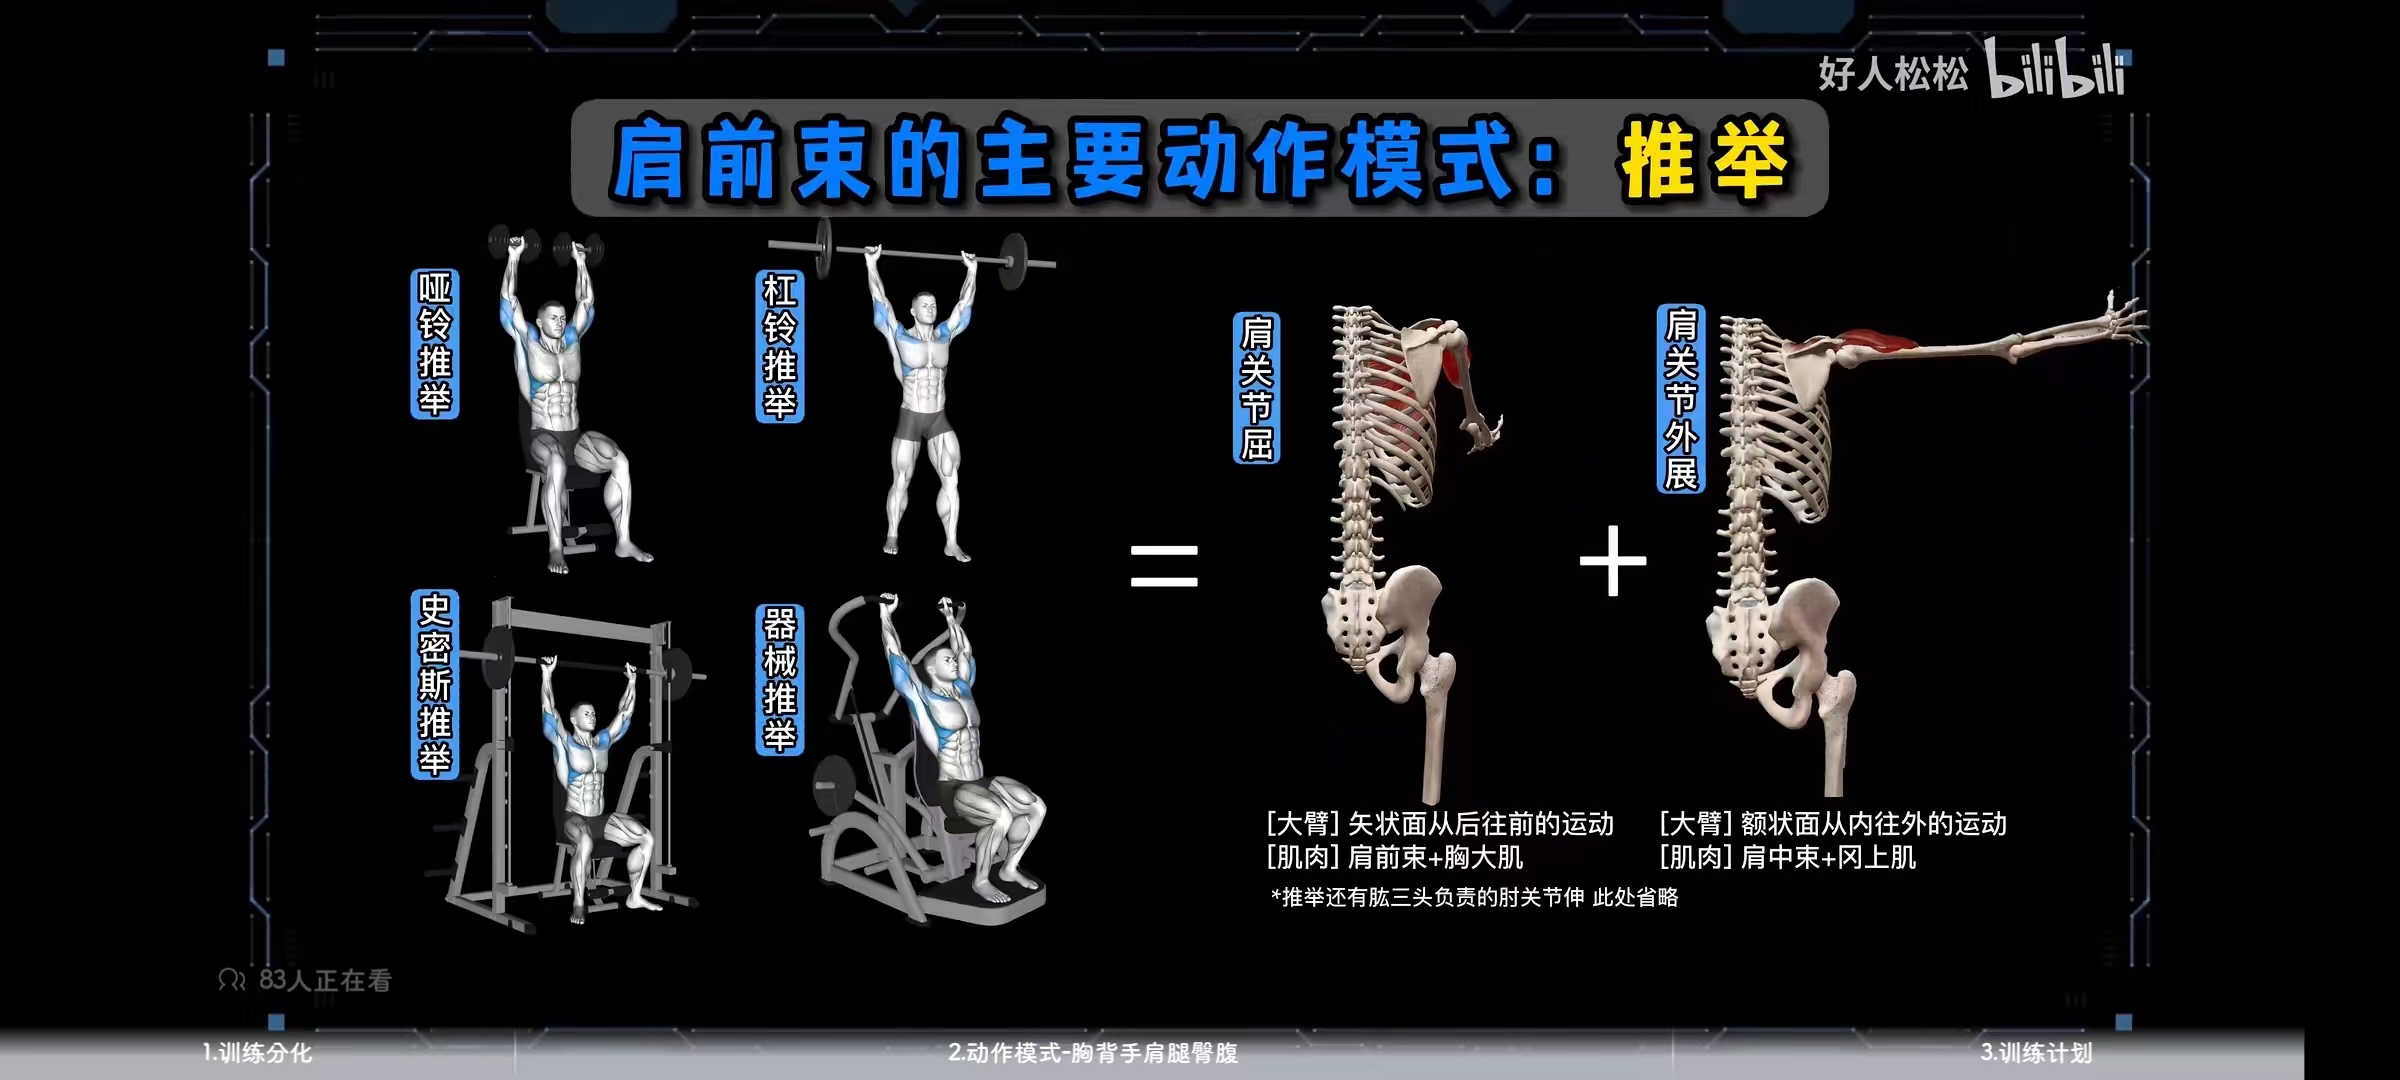 好人松松 bilibili
肩前束的主要动作模式：推举
哑铃推举
杠铃推举
史密斯推举
器械推举
=
肩关节屈
+
肩关节外展
[大臂] 矢状面从后往前的运动
[肌肉] 肩前束+胸大肌
[大臂] 额状面从内往外的运动
[肌肉] 肩中束+冈上肌
*推举还有肱三头负责的肘关节伸 此处省略
83人正在看
1.训练分化
2.动作模式-胸背手肩腿臀腹
3.训练计划